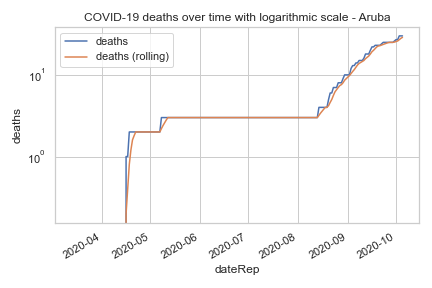 COVID-19 deaths over time with logarithmic scale - Aruba
deaths
deaths (rolling)
10¹
10⁰
deaths
2020-04
2020-05
2020-06
2020-07
2020-08
2020-09
2020-10
dateRep